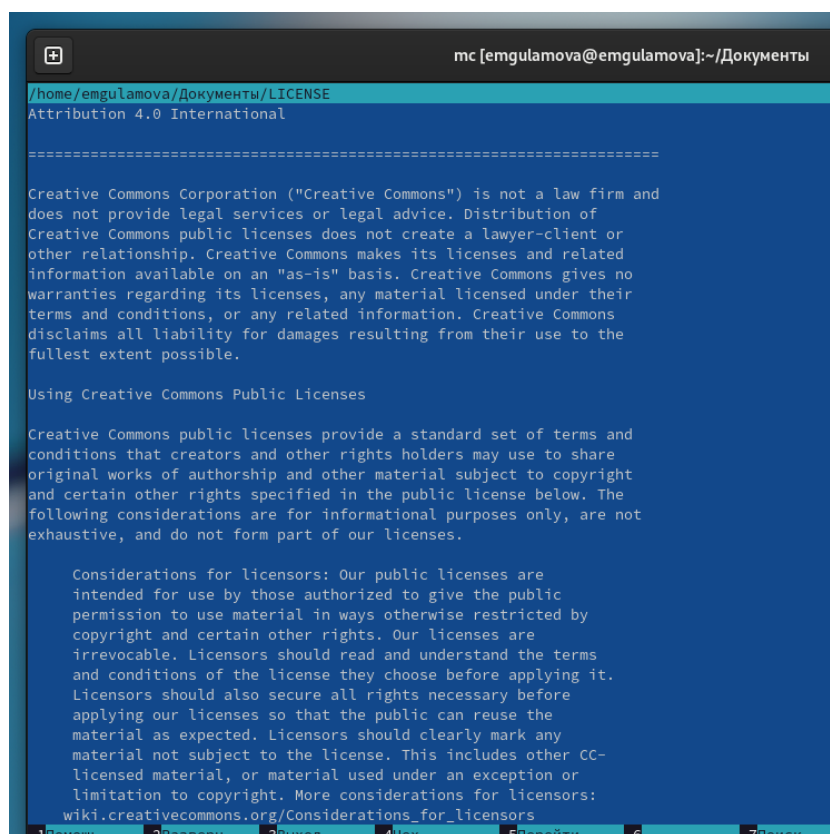 mc [emgulamova@emgulamova]:~/Документы
/home/emgulamova/Документы/LICENSE
Attribution 4.0 International
=======================================================================
Creative Commons Corporation ("Creative Commons") is not a law firm and
does not provide legal services or legal advice. Distribution of
Creative Commons public licenses does not create a lawyer-client or
other relationship. Creative Commons makes its licenses and related
information available on an "as-is" basis. Creative Commons gives no
warranties regarding its licenses, any material licensed under their
terms and conditions, or any related information. Creative Commons
disclaims all liability for damages resulting from their use to the
fullest extent possible.
Using Creative Commons Public Licenses
Creative Commons public licenses provide a standard set of terms and
conditions that creators and other rights holders may use to share
original works of authorship and other material subject to copyright
and certain other rights specified in the public license below. The
following considerations are for informational purposes only, are not
exhaustive, and do not form part of our licenses.
Considerations for licensors: Our public licenses are
intended for use by those authorized to give the public
permission to use material in ways otherwise restricted by
copyright and certain other rights. Our licenses are
irrevocable. Licensors should read and understand the terms
and conditions of the license they choose before applying it.
Licensors should also secure all rights necessary before
applying our licenses so that the public can reuse the
material as expected. Licensors should clearly mark any
material not subject to the license. This includes other CC-
licensed material, or material used under an exception or
limitation to copyright. More considerations for licensors:
wiki.creativecommons.org/Considerations_for_licensors